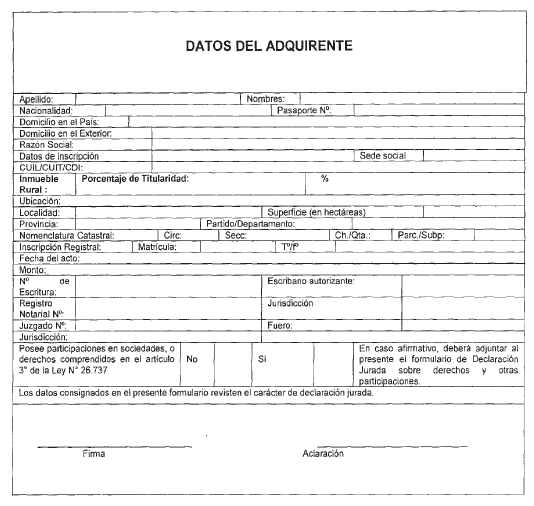 DATOS DEL ADQUIRENTE
Apellido: Nombres:
Nacionalidad: Pasaporte Nº:
Domicilio en el País:
Domicilio en el Exterior:
Razón Social:
Datos de inscripción Sede social
CUIL/CUIT/CDI:
Inmueble Rural : Porcentaje de Titularidad: %
Ubicación:
Localidad: Superficie (en hectáreas)
Provincia: Partido/Departamento:
Nomenclatura Catastral: Circ: Secc: Ch./Qta.: Parc./Subp:
Inscripción Registral: Matrícula: Tº/Fº
Fecha del acto:
Monto:
Nº de Escribano autorizante:
Escritura:
Registro Jurisdicción
Notarial Nº:
Juzgado Nº: Fuero:
Jurisdicción:
Posee participaciones en sociedades, o
derechos comprendidos en el artículo
3° de la Ley N° 26.737
No Sí
En caso afirmativo, deberá adjuntar al
presente el formulario de Declaración
Jurada sobre derechos y otras
participaciones.
Los datos consignados en el presente formulario revisten el carácter de declaración jurada.
Firma Aclaración